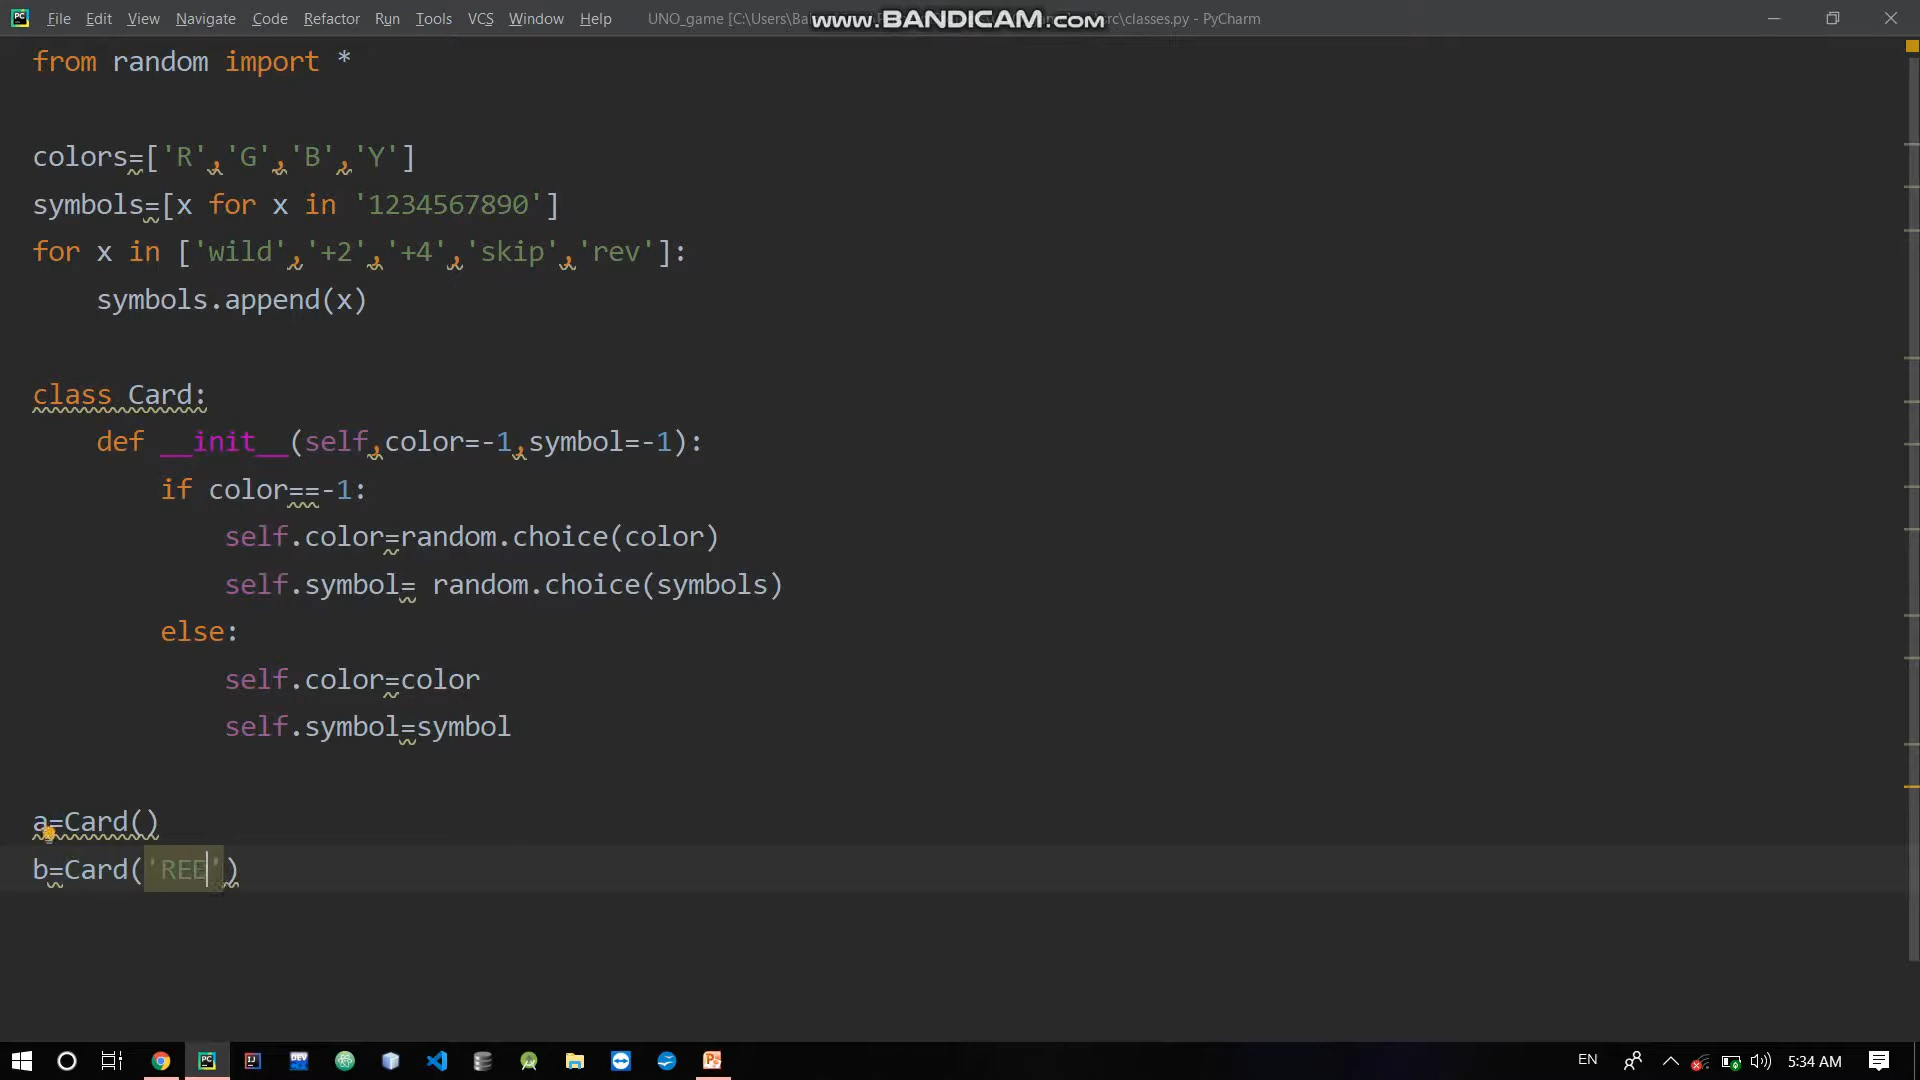 File Edit View Navigate Code Refactor Run Tools VCS Window Help UNO_game [C:\Users\Ba www.BANDICAM.com src\classes.py - PyCharm
from random import *
colors=['R','G','B','Y']
symbols=[x for x in '1234567890']
for x in ['wild','+2','+4','skip','rev']:
symbols.append(x)
class Card:
def __init__(self,color=-1,symbol=-1):
if color==-1:
self.color=random.choice(color)
self.symbol= random.choice(symbols)
else:
self.color=color
self.symbol=symbol
a=Card()
b=Card('REE')
EN 5:34 AM